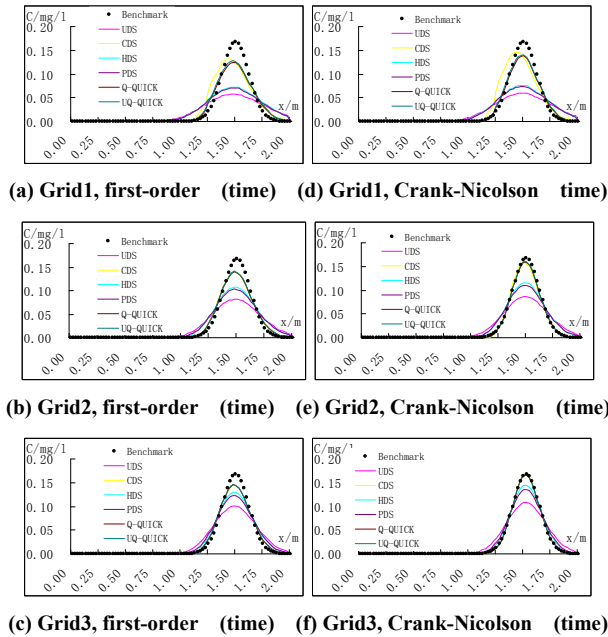 C/mg/l
0.20
0.15
0.10
0.05
0.00
Benchmark
UDS
CDS
HDS
PDS
Q-QUICK
UQ-QUICK
x/m
0.00 0.25 0.50 0.75 1.00 1.25 1.50 1.75 2.00
(a) Grid1, first-order (time)
C/mg/l
0.20
0.15
0.10
0.05
0.00
Benchmark
UDS
CDS
HDS
PDS
Q-QUICK
UQ-QUICK
x/m
0.00 0.25 0.50 0.75 1.00 1.25 1.50 1.75 2.00
(d) Grid1, Crank-Nicolson time)
C/mg/l
0.20
0.15
0.10
0.05
0.00
Benchmark
UDS
CDS
HDS
PDS
Q-QUICK
UQ-QUICK
x/m
0.00 0.25 0.50 0.75 1.00 1.25 1.50 1.75 2.00
(b) Grid2, first-order (time)
C/mg/l
0.20
0.15
0.10
0.05
0.00
Benchmark
UDS
CDS
HDS
PDS
Q-QUICK
UQ-QUICK
x/m
0.00 0.25 0.50 0.75 1.00 1.25 1.50 1.75 2.00
(e) Grid2, Crank-Nicolson (time)
C/mg/l
0.20
0.15
0.10
0.05
0.00
Benchmark
UDS
CDS
HDS
PDS
Q-QUICK
UQ-QUICK
x/m
0.00 0.25 0.50 0.75 1.00 1.25 1.50 1.75 2.00
(c) Grid3, first-order (time)
C/mg/l
0.20
0.15
0.10
0.05
0.00
Benchmark
UDS
CDS
HDS
PDS
Q-QUICK
UQ-QUICK
x/m
0.00 0.25 0.50 0.75 1.00 1.25 1.50 1.75 2.00
(f) Grid3, Crank-Nicolson (time)